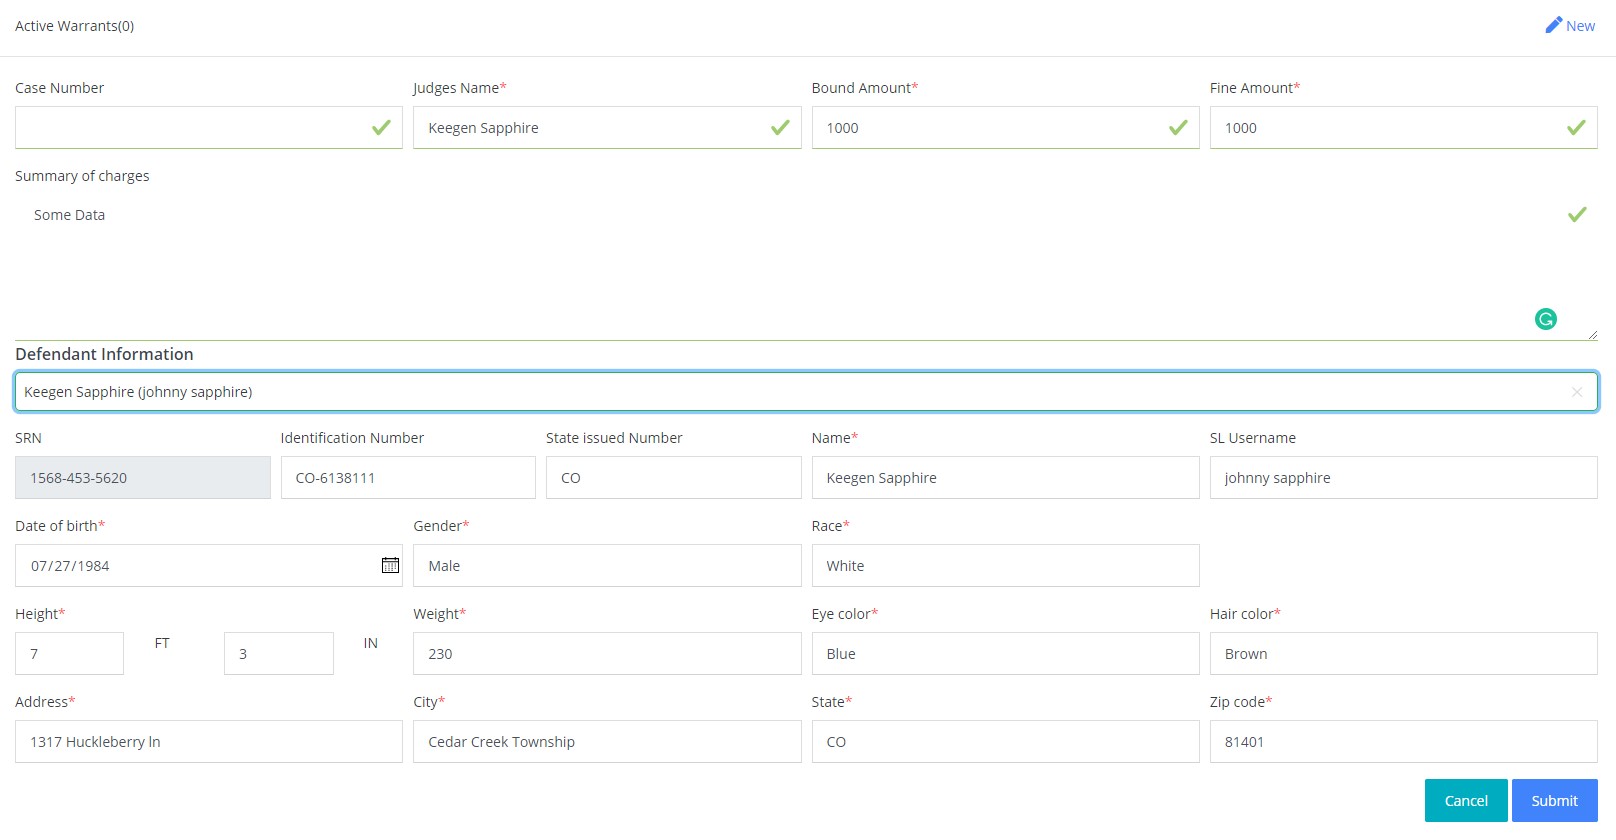 Active Warrants(0)
New
Case Number
Judges Name*
Bound Amount*
Fine Amount*
Keegen Sapphire
1000
1000
Summary of charges
Some Data
Defendant Information
Keegen Sapphire (johnny sapphire)
SRN
Identification Number
State issued Number
Name*
SL Username
1568-453-5620
CO-6138111
CO
Keegen Sapphire
johnny sapphire
Date of birth*
Gender*
Race*
07/27/1984
Male
White
Height*
Weight*
Eye color*
Hair color*
7
FT
3
IN
230
Blue
Brown
Address*
City*
State*
Zip code*
1317 Huckleberry ln
Cedar Creek Township
CO
81401
Cancel
Submit